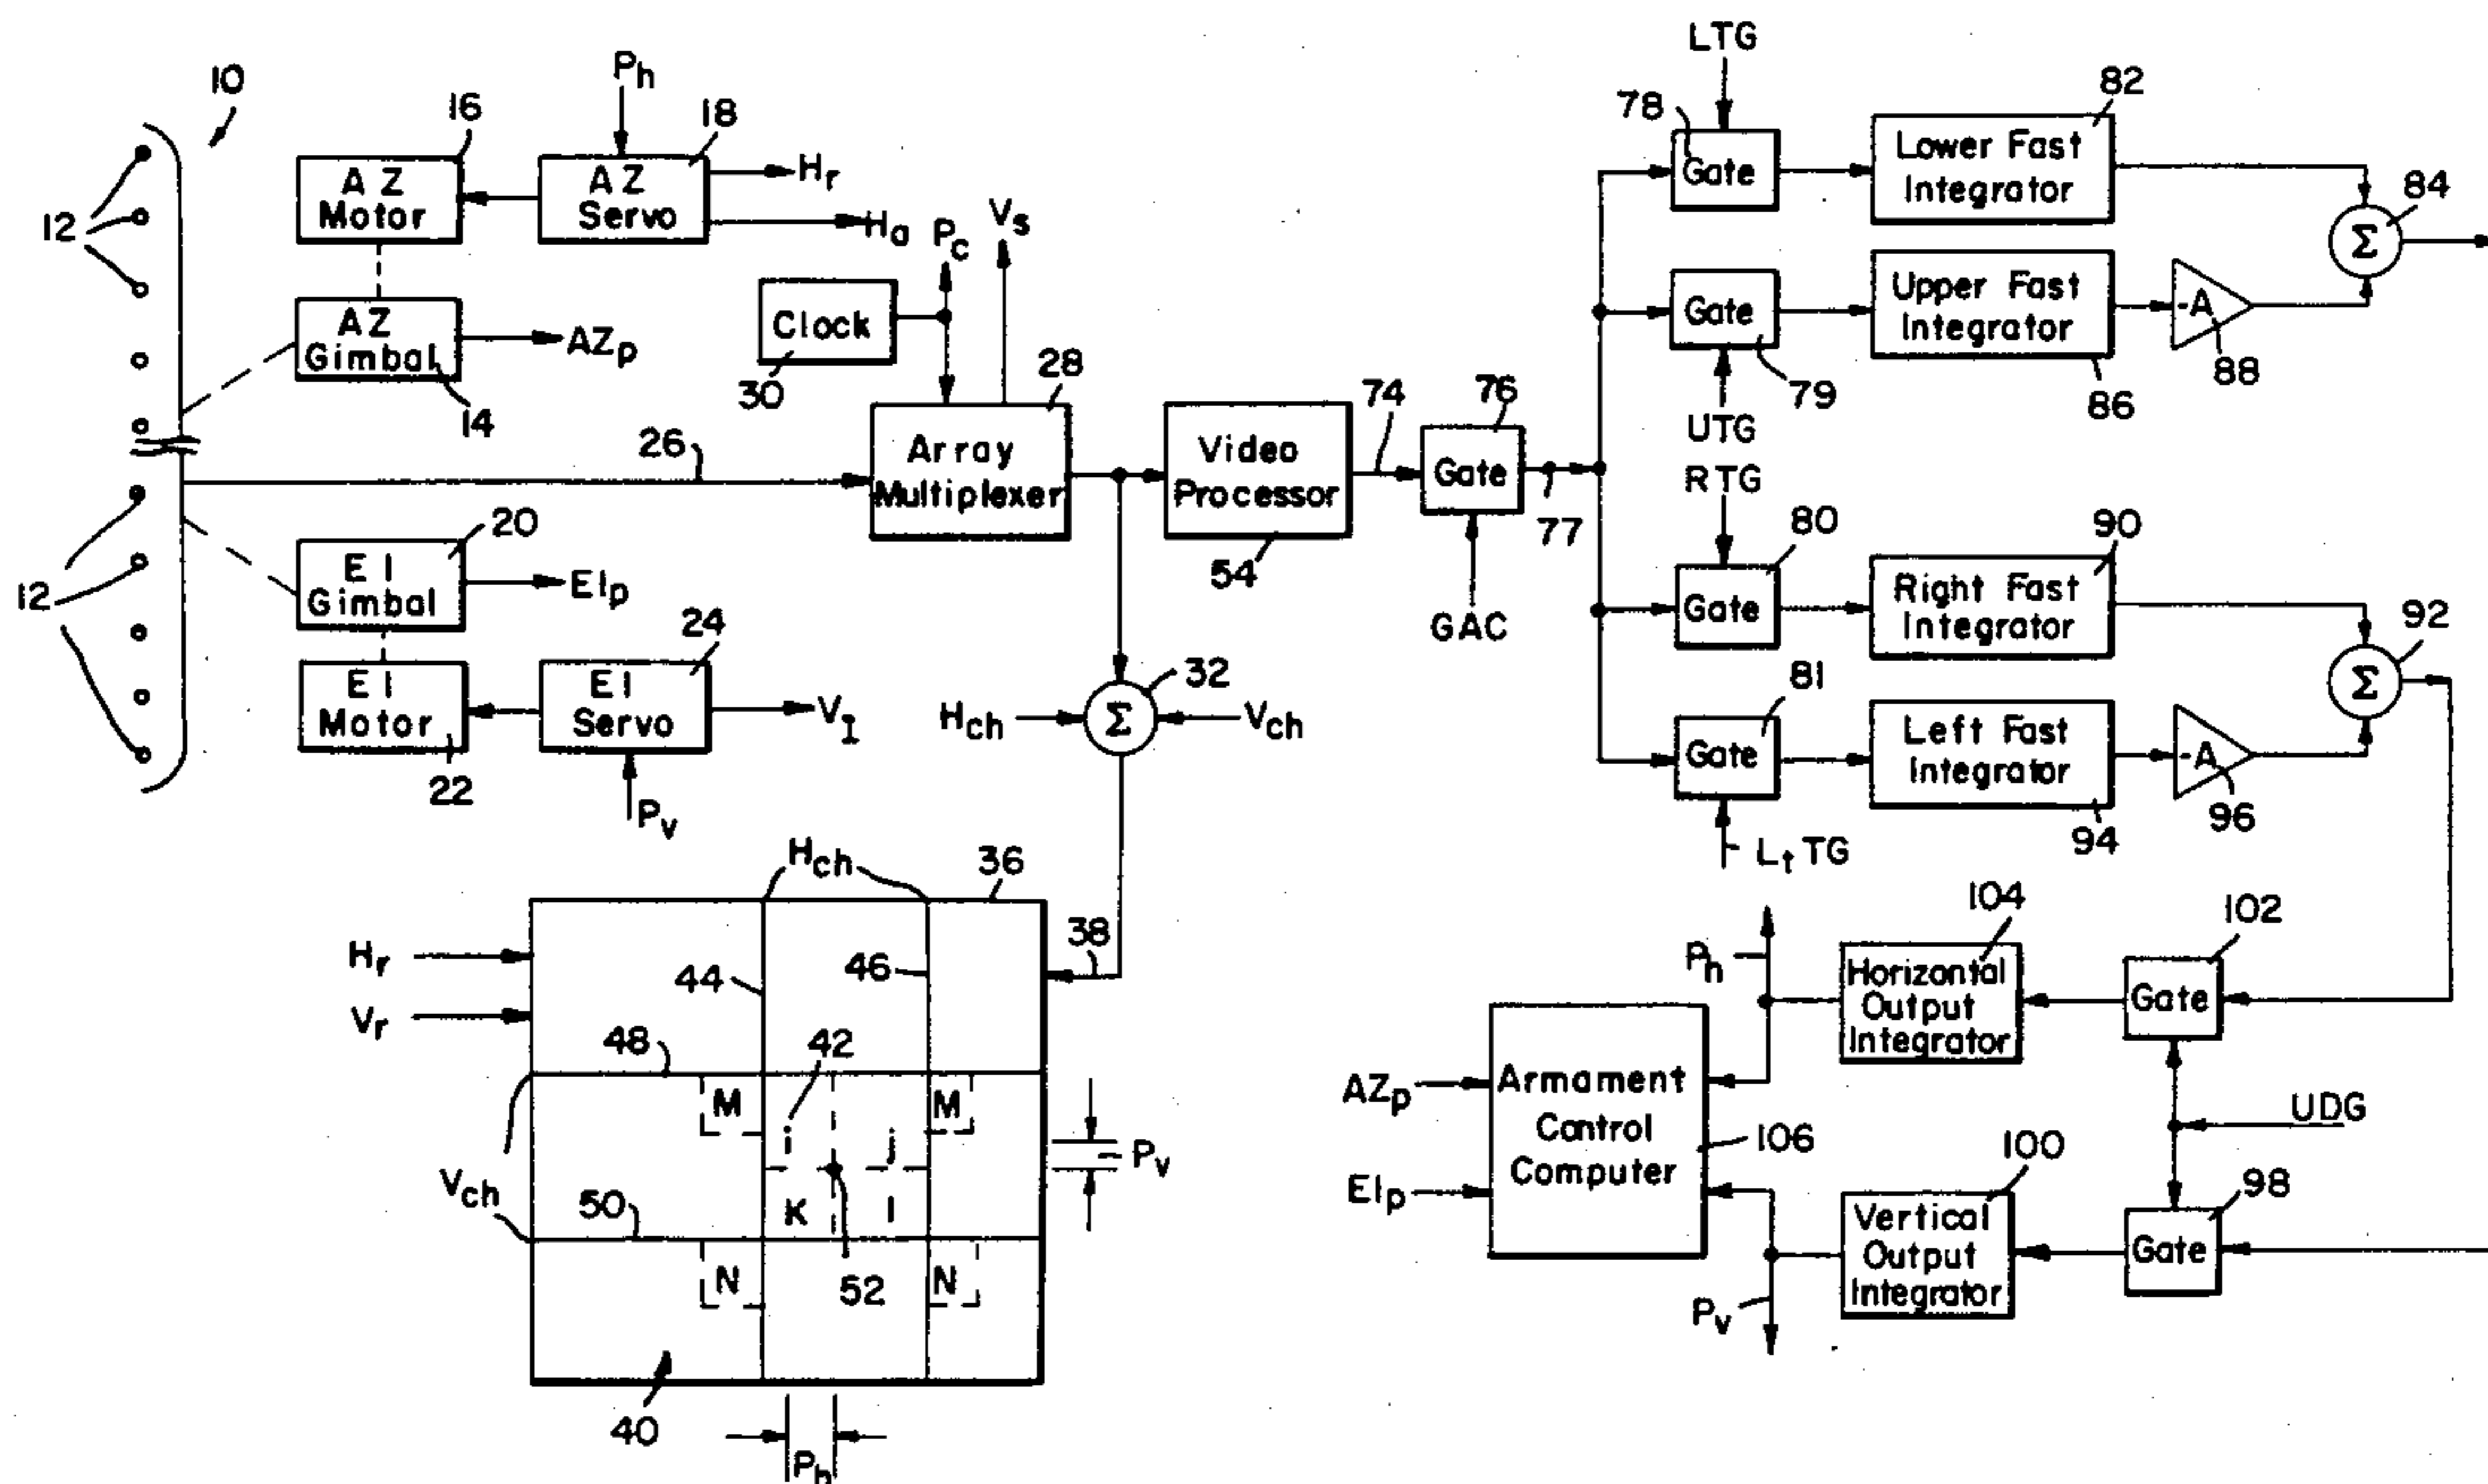 10
12
16
AZ
Motor
Ph
18
AZ
Servo
Hr
Ha
AZ
Gimbal
14
AZp
Clock
30
Pc
Vs
26
28
Array
Multiplexer
Video
Processor
54
74
76
Gate
GAC
77
12
20
El
Gimbal
Elp
El
Motor
22
24
El
Servo
VI
Pv
Hch
32
Σ
Vch
LTG
78
Gate
82
Lower Fast
Integrator
84
Σ
Gate
79
UTG
Upper Fast
Integrator
86
-A
88
RTG
80
Gate
90
Right Fast
Integrator
92
Σ
81
Gate
LtTG
Left Fast
Integrator
94
-A
96
Hch
36
38
Hr
Vr
44
46
48
42
M
M
i
j
K
l
Vch
50
N
N
52
Pv
40
Ph
Ph
104
Horizontal
Output
Integrator
102
Gate
AZp
Elp
Armament
Control
Computer
106
UDG
100
Vertical
Output
Integrator
98
Gate
Pv